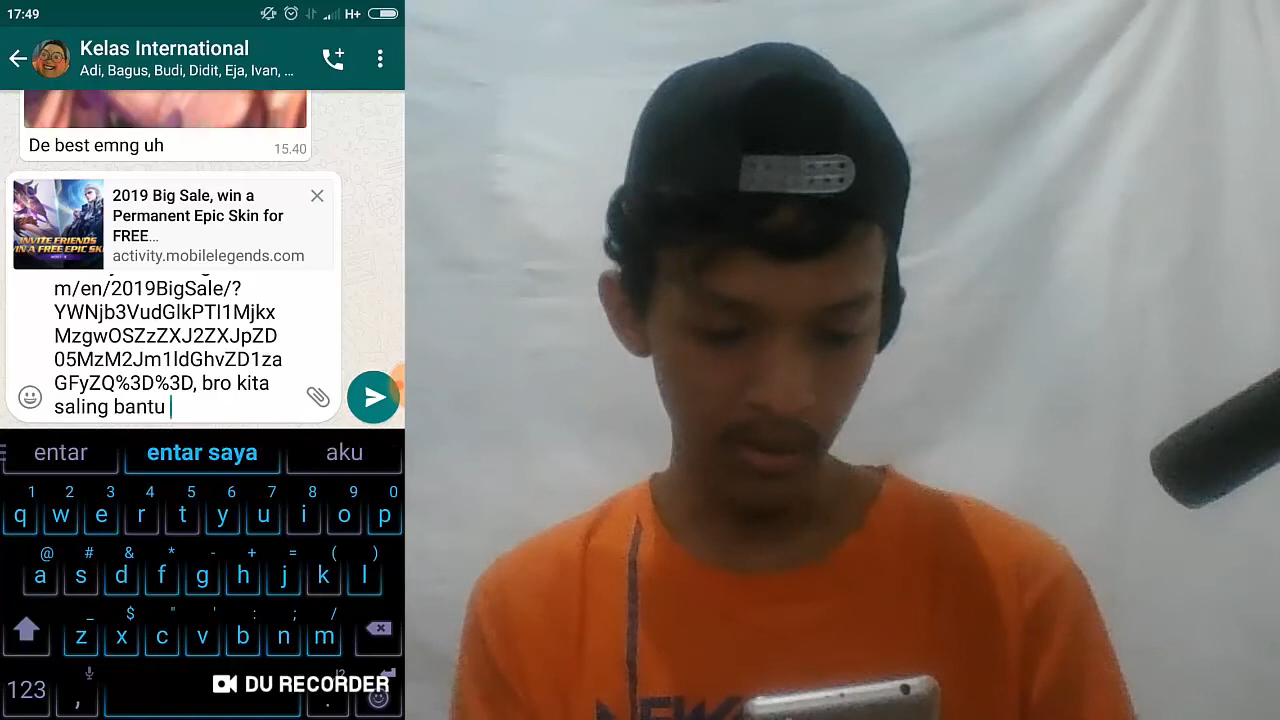 17:49
H+
Kelas International
Adi, Bagus, Budi, Didit, Eja, Ivan, ...
De best emng uh
15.40
2019 Big Sale, win a
Permanent Epic Skin for
FREE...
activity.mobilelegends.com
INVITE FRIENDS
m/en/2019BigSale/?
YWNjb3VudGlkPTI1Mjkx
MzgwOSZzZXJ2ZXJpZD
05MzM2Jm1ldGhvZD1za
GFyZQ%3D%3D, bro kita
saling bantu
entar entar saya aku
1 2 3 4 5 6 7 8 9 0
q w e r t y u i o p
@ # & * - + = ( )
a s d f g h j k l
_ $ " ' : ; /
z x c v b n m
123 , .
DU RECORDER